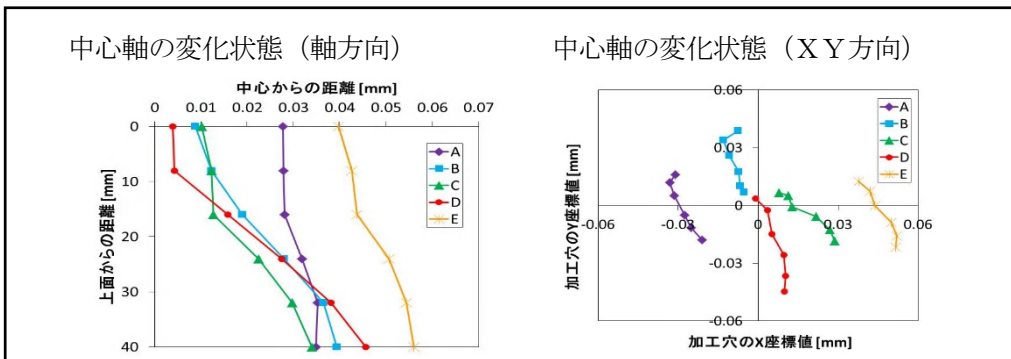 中心軸の変化状態（軸方向）
中心からの距離[mm]
0 0.01 0.02 0.03 0.04 0.05 0.06 0.07
0
10
20
30
40
上面からの距離[mm]
A
B
C
D
E
中心軸の変化状態（ＸＹ方向）
0.06
0.03
0
-0.03
-0.06
-0.06 -0.03 0 0.03 0.06
加工穴のY座標値[mm]
加工穴のX座標値[mm]
A
B
C
D
E